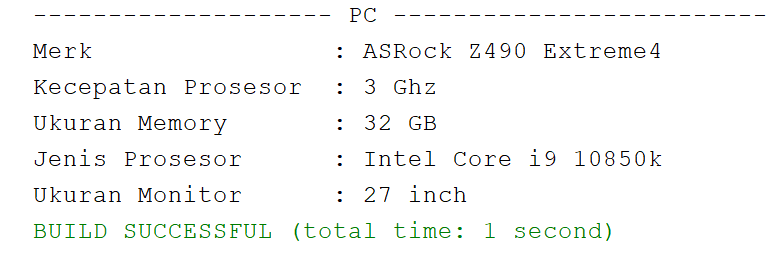 -------------------- PC -------------------------
Merk : ASRock Z490 Extreme4
Kecepatan Prosesor : 3 Ghz
Ukuran Memory : 32 GB
Jenis Prosesor : Intel Core i9 10850k
Ukuran Monitor : 27 inch
BUILD SUCCESSFUL (total time: 1 second)